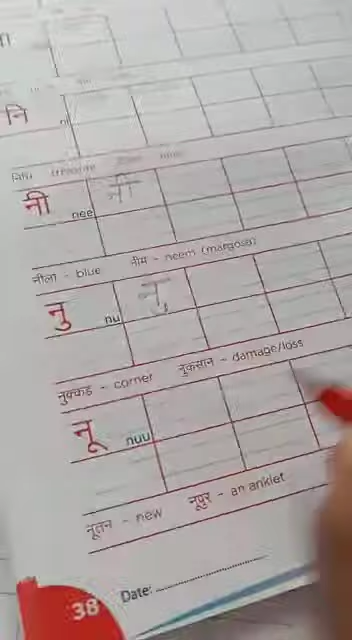 नि
नी nee नी
नीला - blue नीम - neem (margosa)
नु nu नु
नुक्कड - corner नुकसान - damage/loss
नू nuu
नूतन - new नूपुर - an anklet
38 Date: